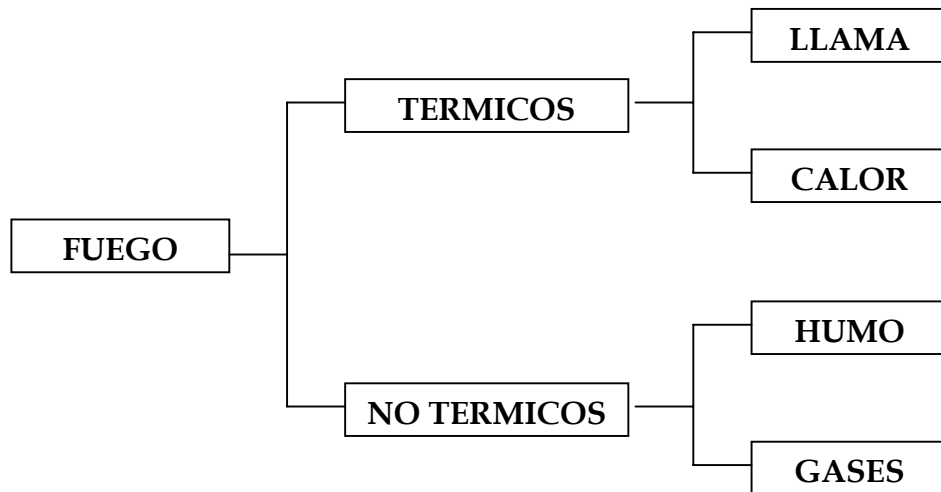 LLAMA
TERMICOS
CALOR
FUEGO
HUMO
NO TERMICOS
GASES